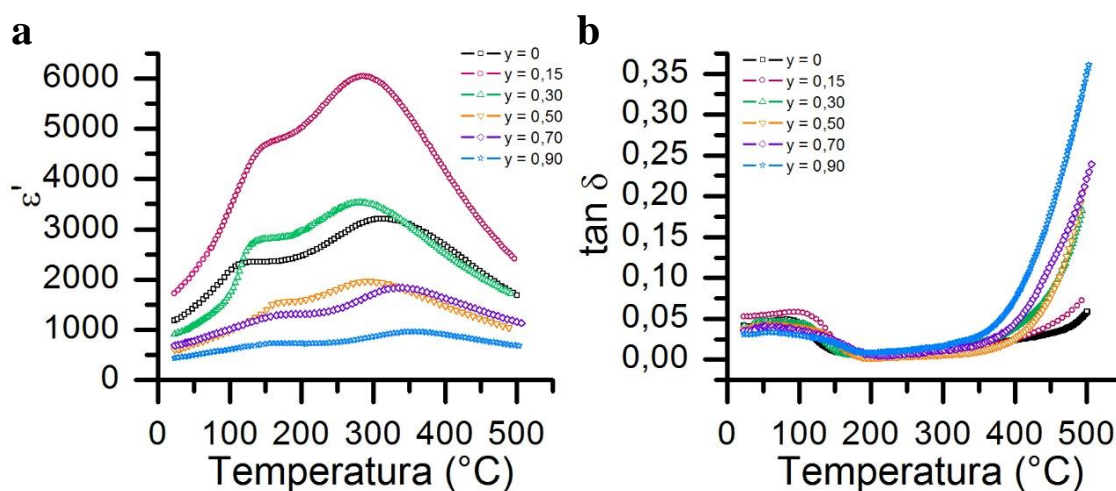 a
ε'
6000
5000
4000
3000
2000
1000
0
0 100 200 300 400 500
Temperatura (°C)
y = 0
y = 0,15
y = 0,30
y = 0,50
y = 0,70
y = 0,90
b
tan δ
0,35
0,30
0,25
0,20
0,15
0,10
0,05
0,00
0 100 200 300 400 500
Temperatura (°C)
y = 0
y = 0,15
y = 0,30
y = 0,50
y = 0,70
y = 0,90